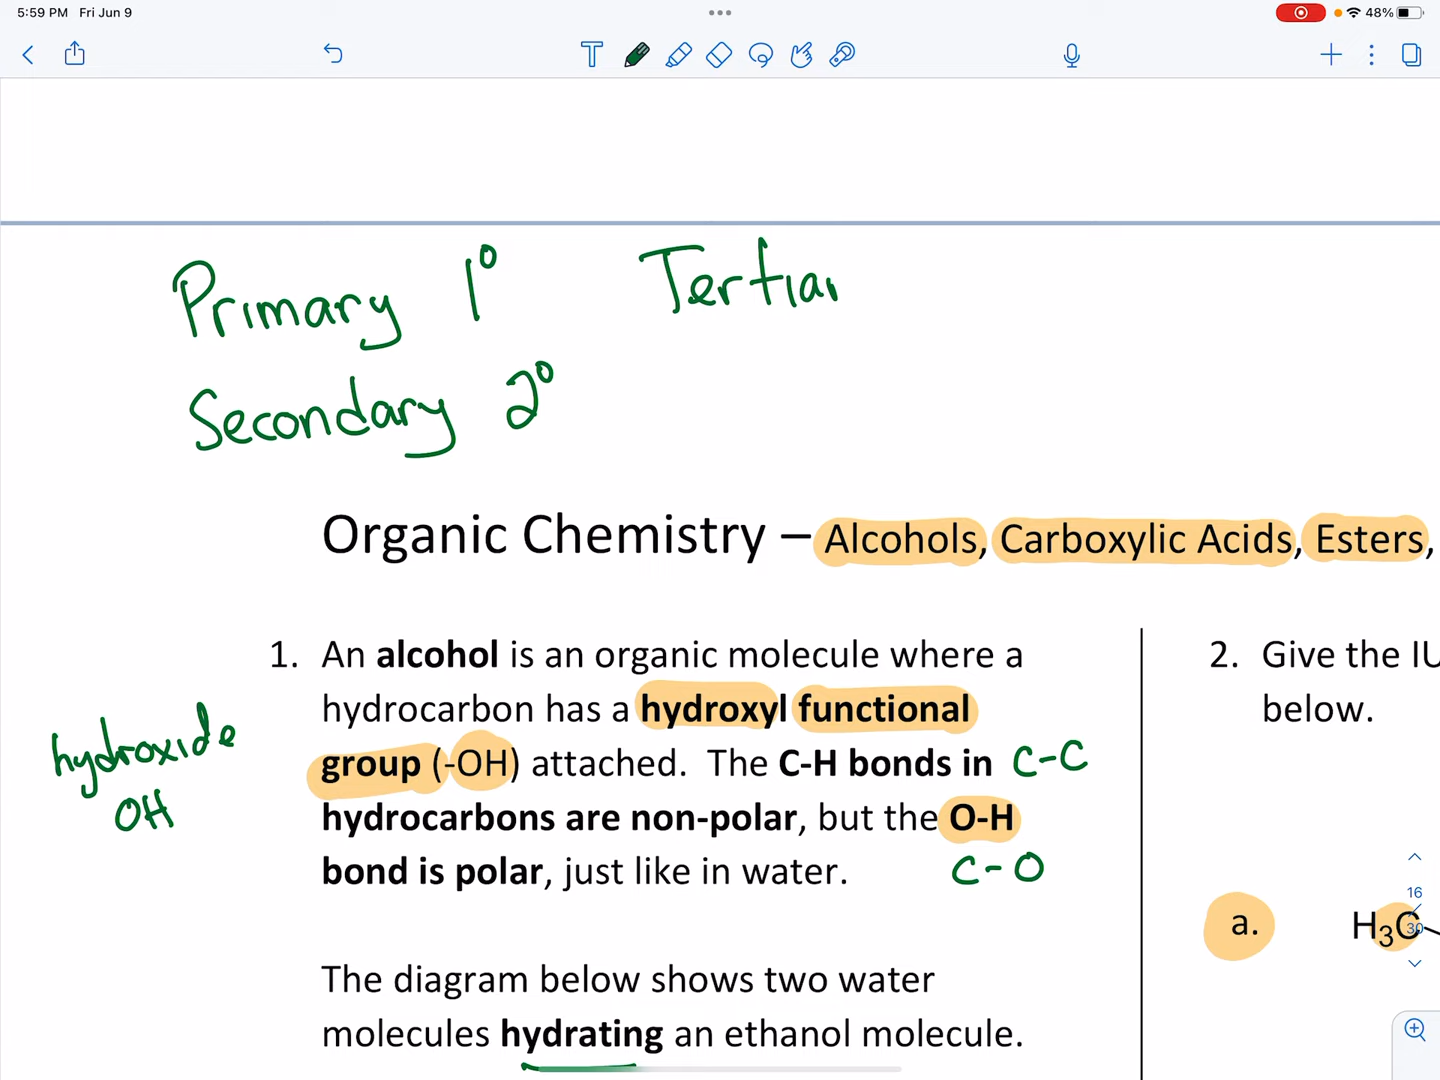 5:59 PM Fri Jun 9
48%
T
Primary 1° Tertiar
Secondary 2°
Organic Chemistry – Alcohols, Carboxylic Acids, Esters,
1. An alcohol is an organic molecule where a
hydrocarbon has a hydroxyl functional
group (-OH) attached. The C-H bonds in C-C
hydrocarbons are non-polar, but the O-H
bond is polar, just like in water. C-O
hydroxide
OH
The diagram below shows two water
molecules hydrating an ethanol molecule.
2. Give the IU
below.
a. H3C
16
30